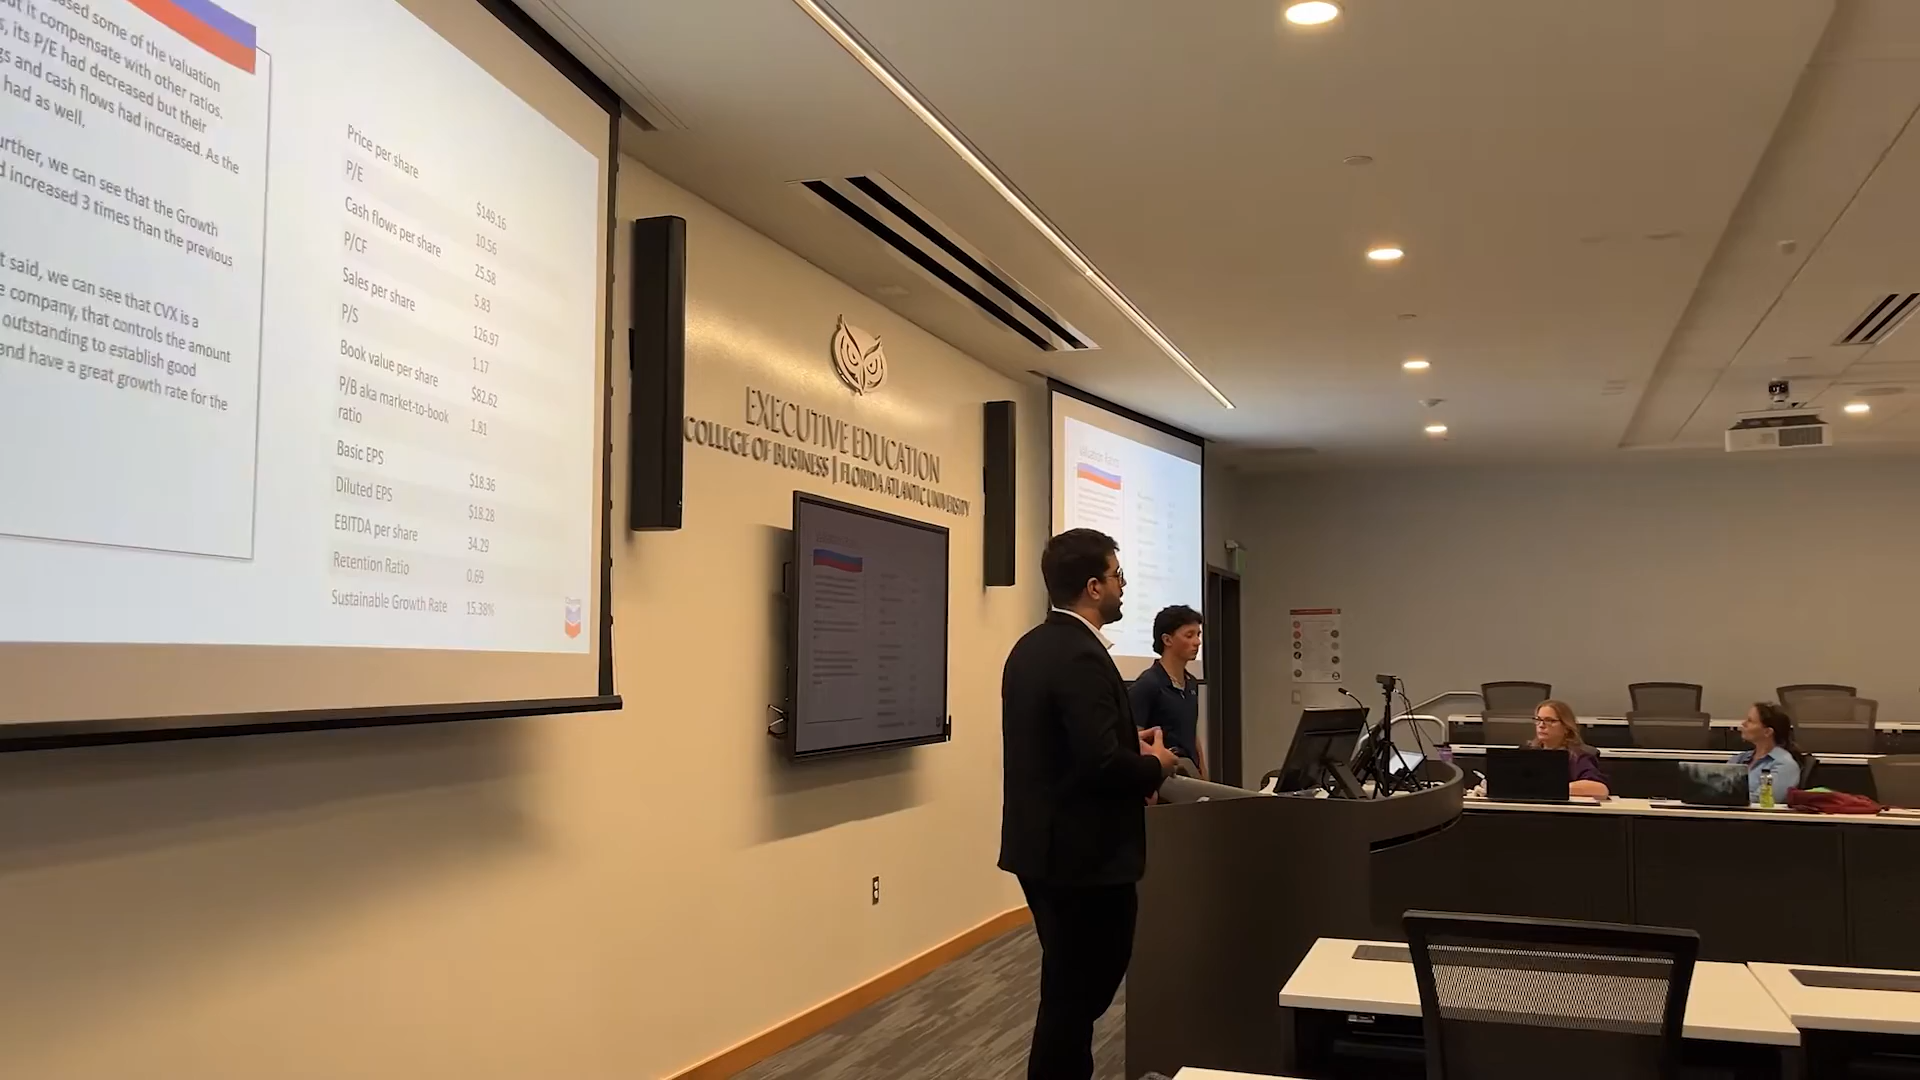 ased some of the valuation
ut it compensate with other ratios.
s, its P/E had decreased but their
gs and cash flows had increased. As the
had as well,
urther, we can see that the Growth
d increased 3 times than the previous
t said, we can see that CVX is a
e company, that controls the amount
outstanding to establish good
and have a great growth rate for the
Price per share $149.16
P/E 10.56
Cash flows per share 25.58
P/CF 5.83
Sales per share 126.97
P/S 1.17
Book value per share $82.62
P/B aka market-to-book
ratio 1.81
Basic EPS $18.36
Diluted EPS $18.28
EBITDA per share 34.29
Retention Ratio 0.69
Sustainable Growth Rate 15.38%
EXECUTIVE EDUCATION
COLLEGE OF BUSINESS | FLORIDA ATLANTIC UNIVERSITY